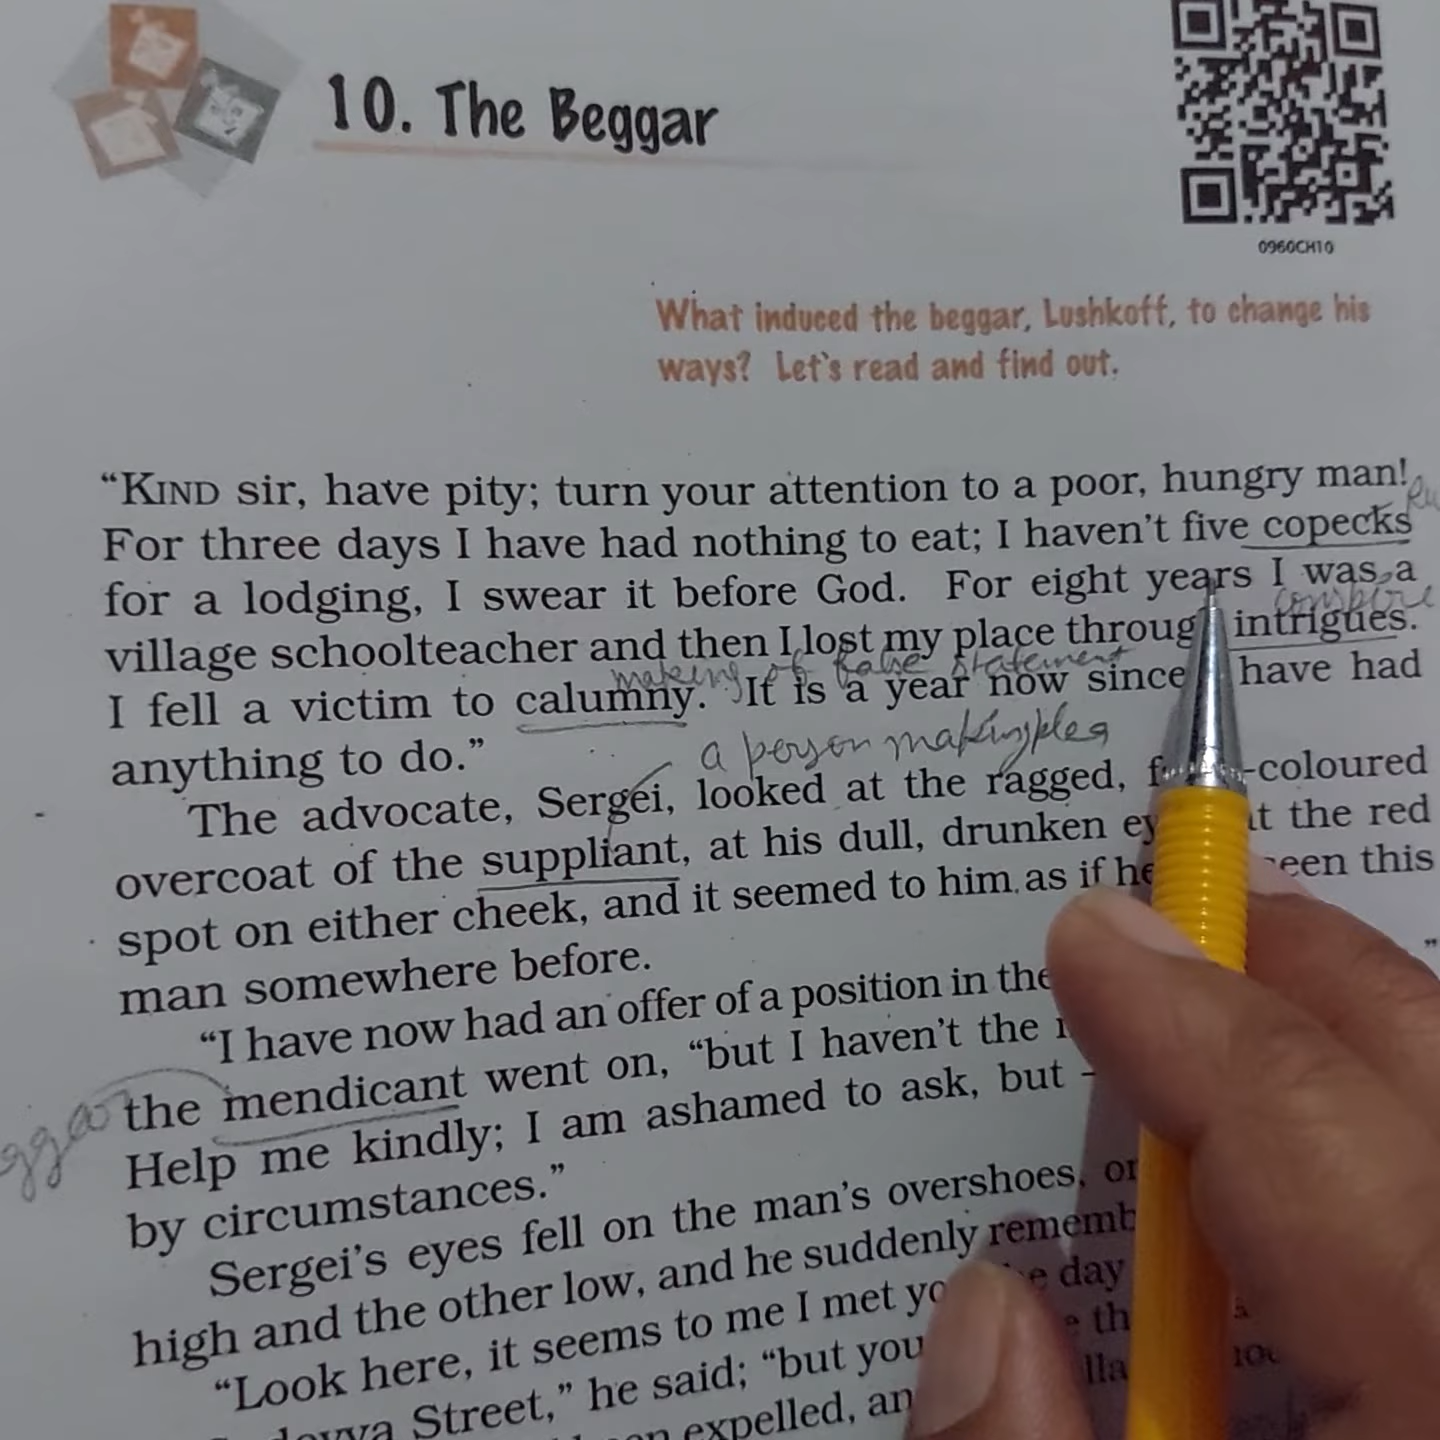 10. The Beggar
0960CH10
What induced the beggar, Lushkoff, to change his
ways? Let's read and find out.
“KIND sir, have pity; turn your attention to a poor, hungry man!
For three days I have had nothing to eat; I haven't five copecks
for a lodging, I swear it before God. For eight years I was a
village schoolteacher and then I lost my place through intrigues.
making of false statement
I fell a victim to calumny. It is a year now since I have had
a person making plea
anything to do.”
The advocate, Sergei, looked at the ragged, -coloured
overcoat of the suppliant, at his dull, drunken at the red
spot on either cheek, and it seemed to him as if he seen this
man somewhere before.
“I have now had an offer of a position in the
the mendicant went on, “but I haven't the
Help me kindly; I am ashamed to ask, but –
by circumstances.”
Sergei's eyes fell on the man's overshoes,
high and the other low, and he suddenly
“Look here, it seems to me I met day
Street,” he said; “but you
expelled,